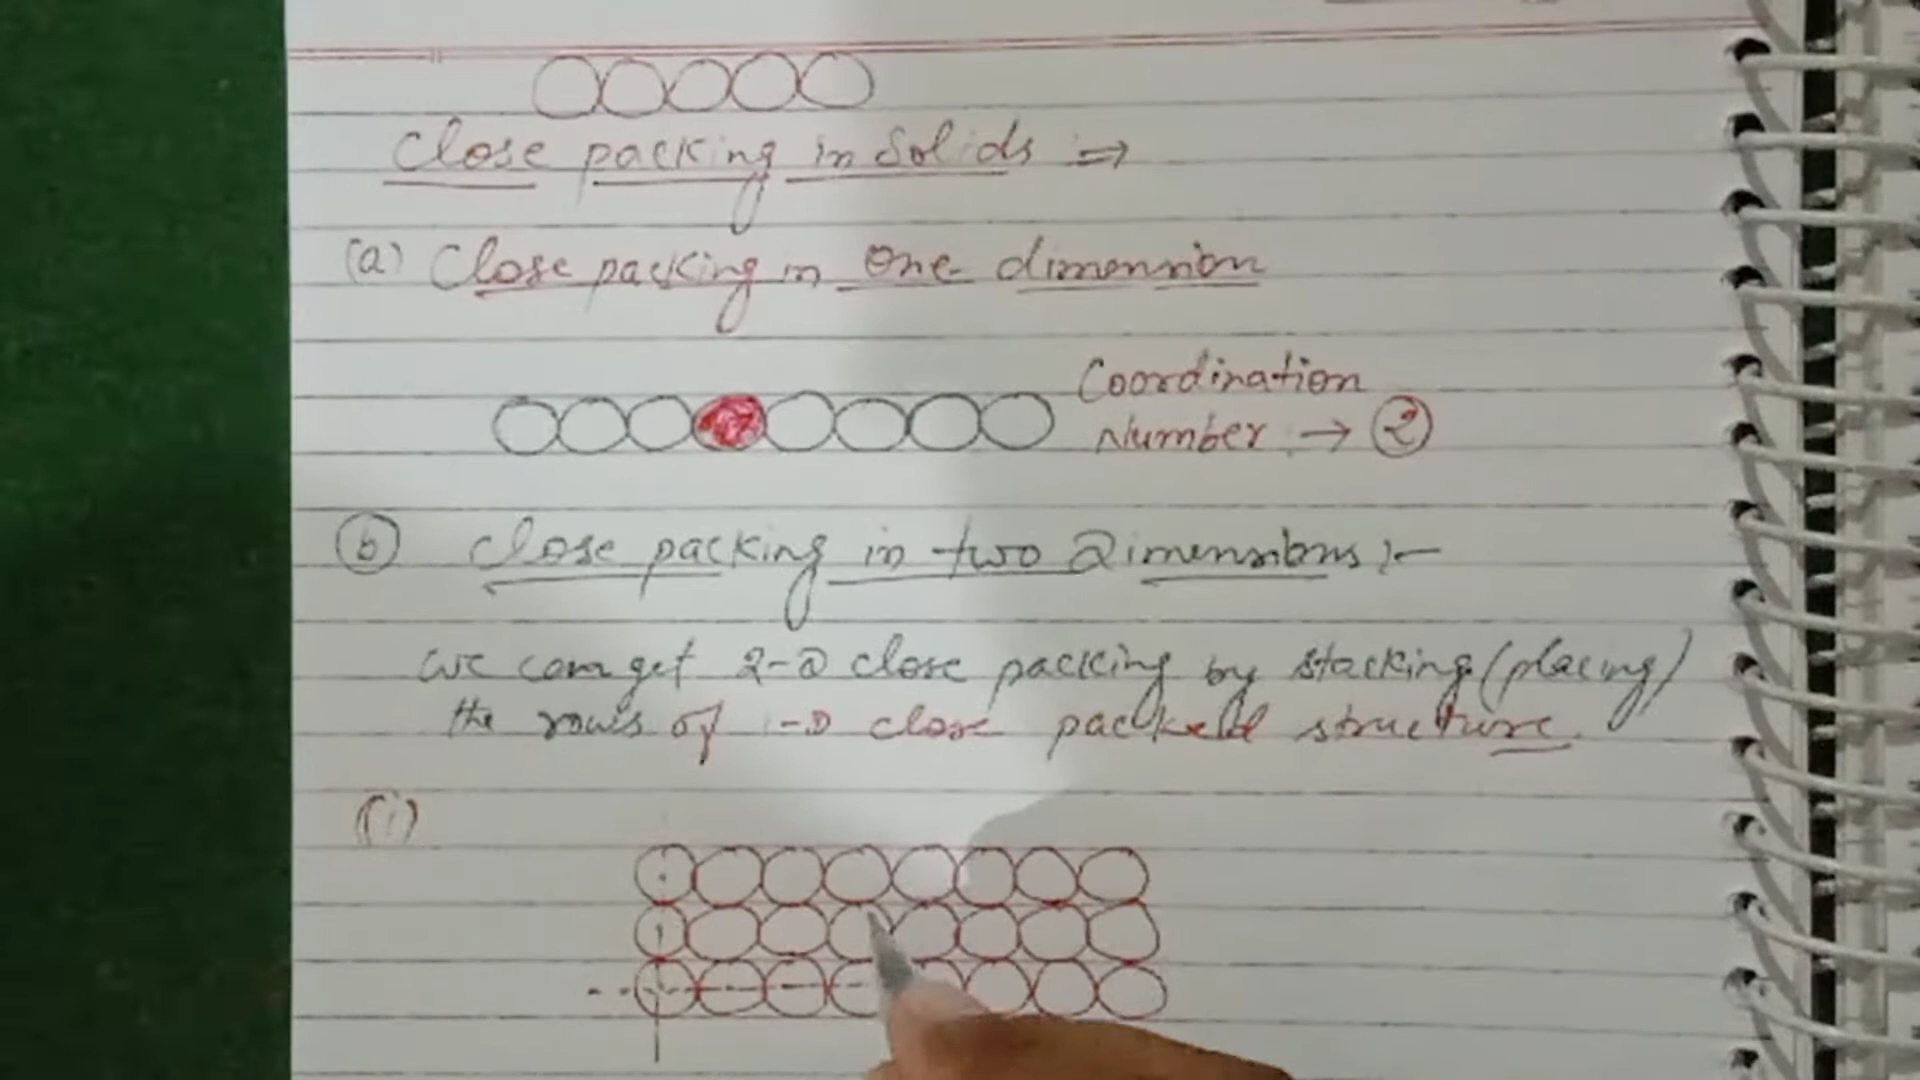 Close packing in Solids ⇒
(a) Close packing in One dimension
Coordination
Number → 2
b Close packing in two Dimensions :-
we can get 2-D close packing by stacking (placing)
the rows of 1-D close packed structure.
(i)